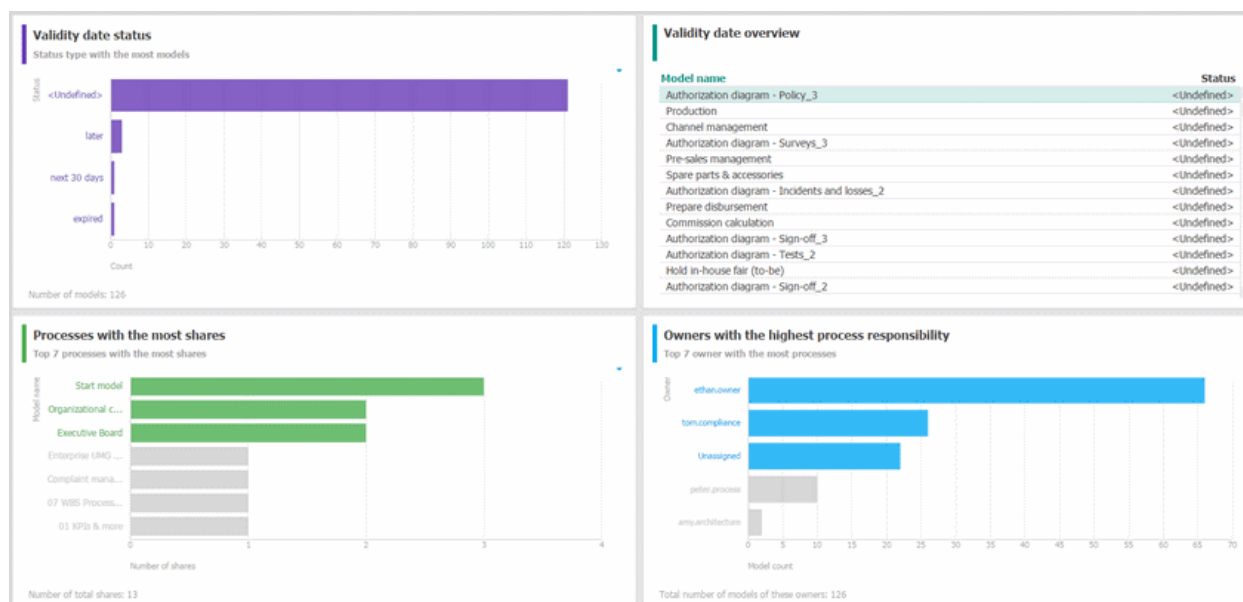 Validity date status
Status type with the most models
Status
<Undefined>
later
next 30 days
expired
0 10 20 30 40 50 60 70 80 90 100 110 120 130
Count
Number of models: 126
Validity date overview
Model name Status
Authorization diagram - Policy_3 <Undefined>
Production <Undefined>
Channel management <Undefined>
Authorization diagram - Surveys_3 <Undefined>
Pre-sales management <Undefined>
Spare parts & accessories <Undefined>
Authorization diagram - Incidents and losses_2 <Undefined>
Prepare disbursement <Undefined>
Commission calculation <Undefined>
Authorization diagram - Sign-off_3 <Undefined>
Authorization diagram - Tests_2 <Undefined>
Hold in-house fair (to-be) <Undefined>
Authorization diagram - Sign-off_2 <Undefined>
Processes with the most shares
Top 7 processes with the most shares
Model name
Start model
Organizational c...
Executive Board
Enterprise UMG ...
Complaint mana...
07 WBS Process...
01 KPIs & more
0 1 2 3 4
Number of shares
Number of total shares: 13
Owners with the highest process responsibility
Top 7 owner with the most processes
Owner
ethan.owner
tom.compliance
Unassigned
peter.process
amy.architecture
0 5 10 15 20 25 30 35 40 45 50 55 60 65 70
Model count
Total number of models of these owners: 126